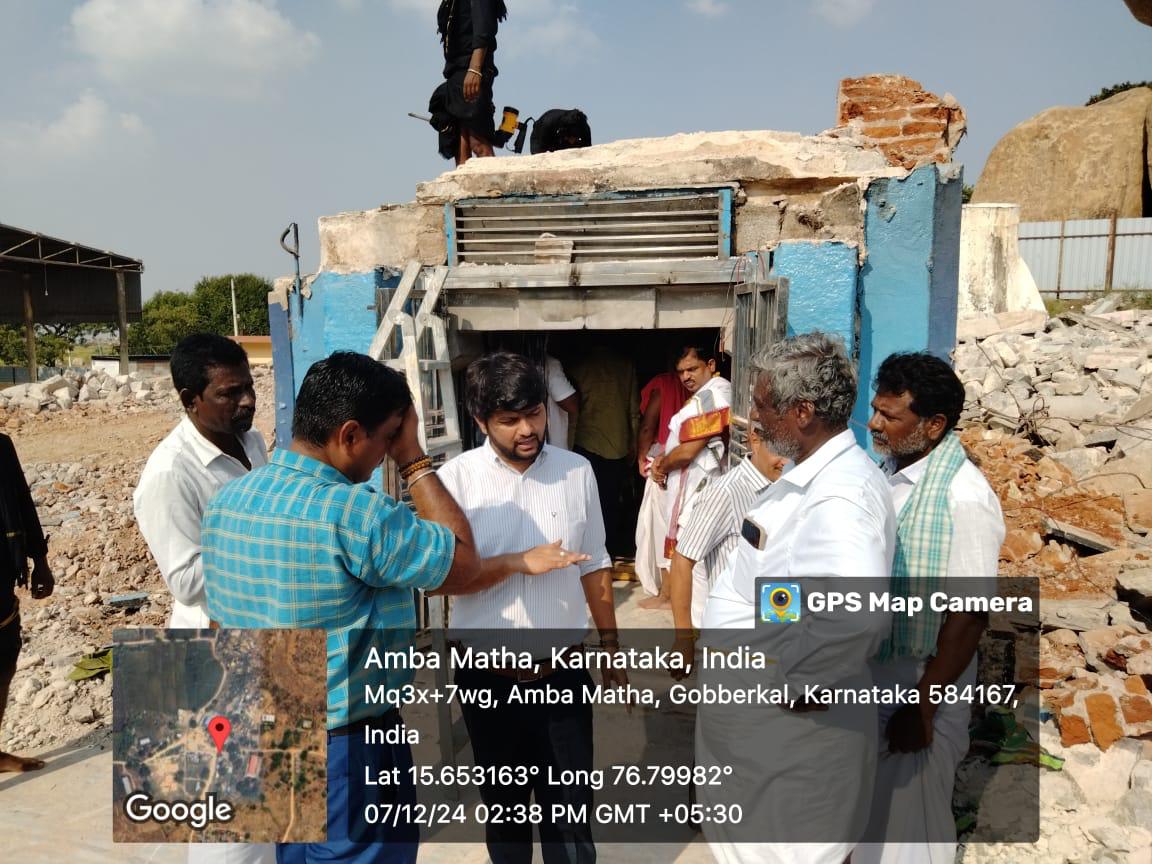 GPS Map Camera
Amba Matha, Karnataka, India
Mq3x+7wg, Amba Matha, Gobberkal, Karnataka 584167,
India
Lat 15.653163° Long 76.79982°
07/12/24 02:38 PM GMT +05:30
Google